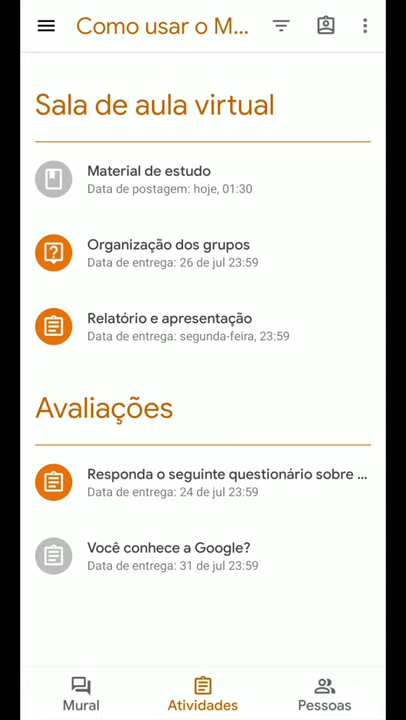 Como usar o M...
Sala de aula virtual
Material de estudo
Data de postagem: hoje, 01:30
Organização dos grupos
Data de entrega: 26 de jul 23:59
Relatório e apresentação
Data de entrega: segunda-feira, 23:59
Avaliações
Responda o seguinte questionário sobre ...
Data de entrega: 24 de jul 23:59
Você conhece a Google?
Data de entrega: 31 de jul 23:59
Mural
Atividades
Pessoas